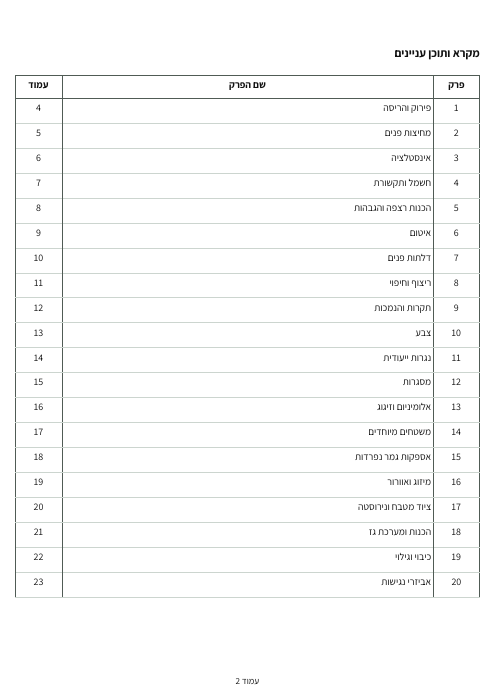 מקרא ותוכן עניינים
פרק שם הפרק עמוד
1 פירוק והריסה 4
2 מחיצות פנים 5
3 אינסטלציה 6
4 חשמל ותקשורת 7
5 הכנות רצפה והגבהות 8
6 איטום 9
7 דלתות פנים 10
8 ריצוף וחיפוי 11
9 תקרות והנמכות 12
10 צבע 13
11 נגרות ייעודית 14
12 מסגרות 15
13 אלומיניום וזיגוג 16
14 משטחים מיוחדים 17
15 אספקות גמר נפרדות 18
16 מיזוג ואוורור 19
17 ציוד מטבח ונירוסטה 20
18 הכנות ומערכת גז 21
19 כיבוי וגילוי 22
20 אביזרי נגישות 23
עמוד 2